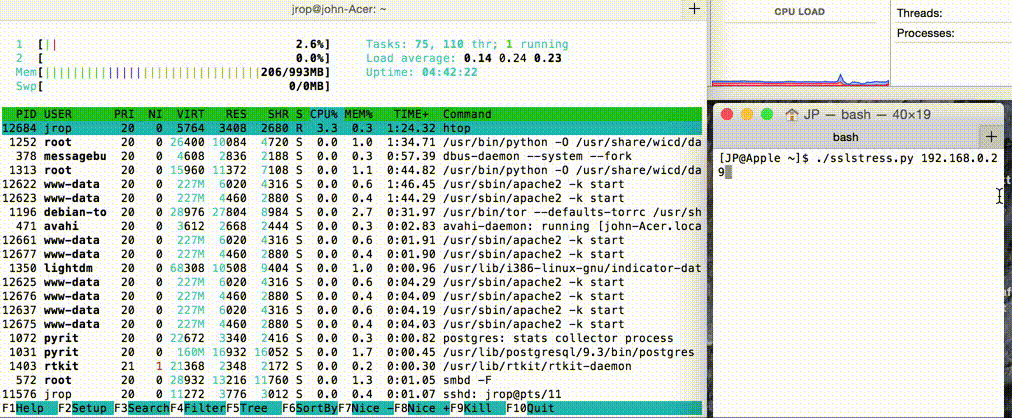 jrop@john-Acer: ~
+
1 [|| 2.6%] Tasks: 75, 110 thr; 1 running
2 [ 0.0%] Load average: 0.14 0.24 0.23
Mem[||||||||||||||||||||||||||||||||206/993MB] Uptime: 04:42:22
Swp[ 0/0MB]
PID USER PRI NI VIRT RES SHR S CPU% MEM% TIME+ Command
12684 jrop 20 0 5764 3408 2680 R 3.3 0.3 1:24.32 htop
1252 root 20 0 26400 10084 4720 S 0.0 1.0 1:34.71 /usr/bin/python -O /usr/share/wicd/da
378 messagebu 20 0 4608 2836 2188 S 0.0 0.3 0:57.39 dbus-daemon --system --fork
1313 root 20 0 15960 11372 7108 S 0.0 1.1 0:44.82 /usr/bin/python -O /usr/share/wicd/da
12622 www-data 20 0 227M 6020 4316 S 0.0 0.6 1:46.45 /usr/sbin/apache2 -k start
12623 www-data 20 0 227M 4460 2880 S 0.0 0.4 1:44.29 /usr/sbin/apache2 -k start
1196 debian-to 20 0 28976 27804 8984 S 0.0 2.7 0:31.97 /usr/bin/tor --defaults-torrc /usr/sh
471 avahi 20 0 3612 2668 2444 S 0.0 0.3 0:02.83 avahi-daemon: running [john-Acer.loca
12661 www-data 20 0 227M 6020 4316 S 0.0 0.6 0:01.91 /usr/sbin/apache2 -k start
12677 www-data 20 0 227M 4460 2880 S 0.0 0.4 0:01.90 /usr/sbin/apache2 -k start
1350 lightdm 20 0 68308 10508 9404 S 0.0 1.0 0:00.96 /usr/lib/i386-linux-gnu/indicator-dat
12625 www-data 20 0 227M 6020 4316 S 0.0 0.6 0:04.29 /usr/sbin/apache2 -k start
12676 www-data 20 0 227M 4460 2880 S 0.0 0.4 0:04.09 /usr/sbin/apache2 -k start
12637 www-data 20 0 227M 6020 4316 S 0.0 0.6 0:04.19 /usr/sbin/apache2 -k start
12675 www-data 20 0 227M 4460 2880 S 0.0 0.4 0:04.03 /usr/sbin/apache2 -k start
1072 pyrit 20 0 22672 3340 2416 S 0.0 0.3 0:00.82 postgres: stats collector process
1031 pyrit 20 0 160M 16932 16052 S 0.0 1.7 0:00.45 /usr/lib/postgresql/9.3/bin/postgres
1403 rtkit 21 1 21368 2348 2172 S 0.0 0.2 0:00.30 /usr/lib/rtkit/rtkit-daemon
572 root 20 0 28932 13216 11760 S 0.0 1.3 0:01.05 smbd -F
11576 jrop 20 0 11272 3776 3012 S 0.0 0.4 0:01.07 sshd: jrop@pts/11
F1Help F2Setup F3SearchF4FilterF5Tree F6SortByF7Nice -F8Nice +F9Kill F10Quit
CPU LOAD
Threads:
Processes:
JP — bash — 40×19
bash
+
[JP@Apple ~]$ ./sslstress.py 192.168.0.2
9